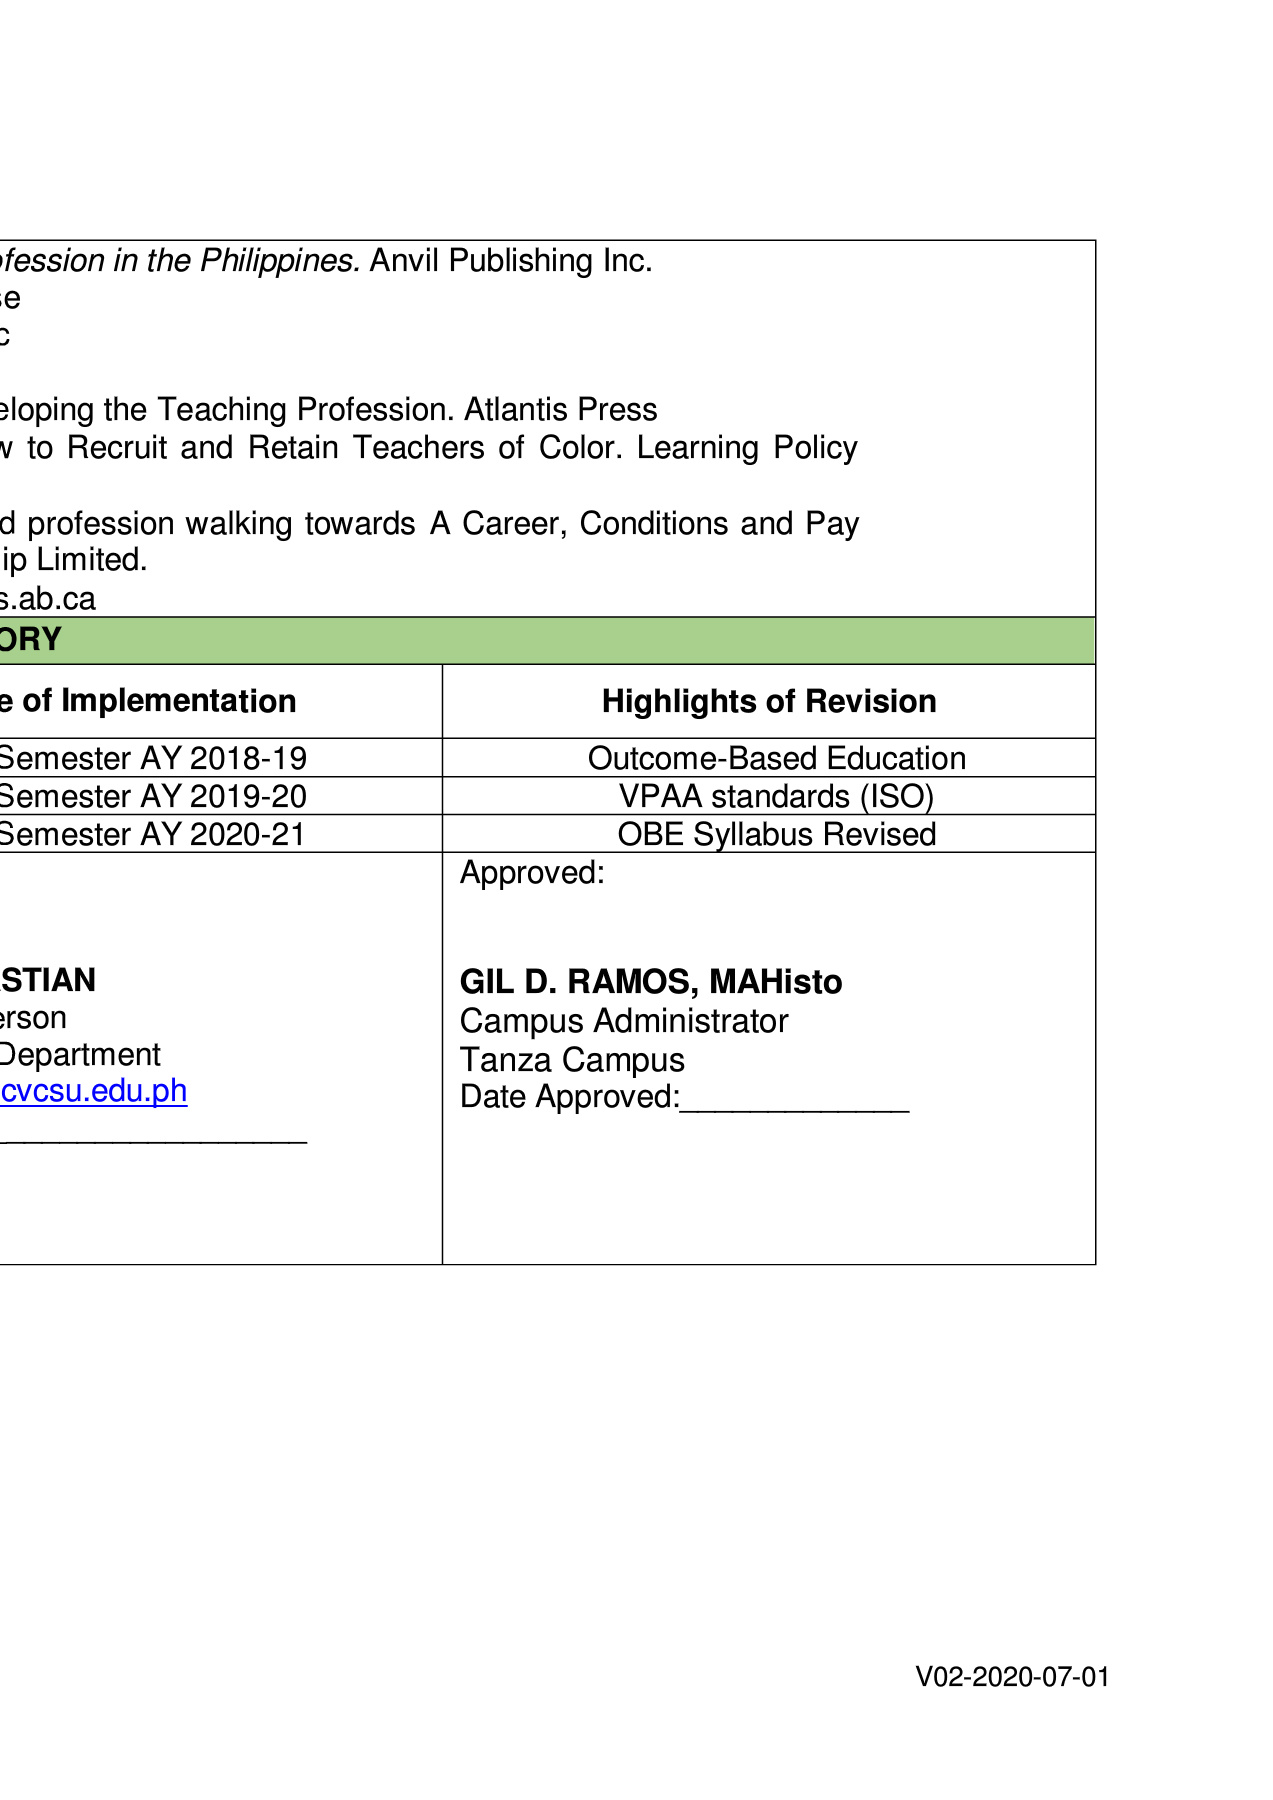 ofession in the Philippines. Anvil Publishing Inc.
se
c
eloping the Teaching Profession. Atlantis Press
w to Recruit and Retain Teachers of Color. Learning Policy
d profession walking towards A Career, Conditions and Pay
ip Limited.
s.ab.ca
ORY
e of Implementation Highlights of Revision
Semester AY 2018-19 Outcome-Based Education
Semester AY 2019-20 VPAA standards (ISO)
Semester AY 2020-21 OBE Syllabus Revised
Approved:
ASTIAN GIL D. RAMOS, MAHisto
erson Campus Administrator
Department Tanza Campus
cvcsu.edu.ph Date Approved:_____________
_________________
V02-2020-07-01